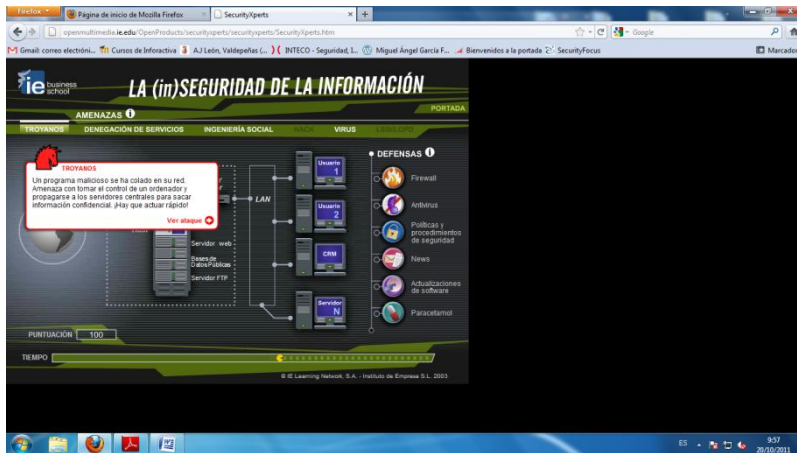 Firefox
Página de inicio de Mozilla Firefox
SecurityXperts
openmultimedia.ie.edu/OpenProducts/securityxperts/securityxperts/SecurityXperts.htm
Google
Gmail: correo electróni...
Cursos de Inforactiva
A.J León, Valdepeñas (...
INTECO - Seguridad, I...
Miguel Ángel García F...
Bienvenidos a la portada
SecurityFocus
Marcador
ie business school
LA (in)SEGURIDAD DE LA INFORMACIÓN
PORTADA
AMENAZAS
TROYANOS
DENEGACIÓN DE SERVICIOS
INGENIERÍA SOCIAL
HACK
VIRUS
DEFENSAS
TROYANOS
Un programa malicioso se ha colado en su red.
Amenaza con tomar el control de un ordenador y
propagarse a los servidores centrales para sacar
información confidencial. ¡Hay que actuar rápido!
Ver ataque
LAN
Servidor web
Bases de
Datos Públicas
Servidor FTP
Usuario
1
Usuario
2
CRM
Servidor
N
Firewall
Antivirus
Políticas y
procedimientos
de seguridad
News
Actualizaciones
de software
Paracetamol
PUNTUACIÓN 100
TIEMPO
© IE Learning Network, S.A. - Instituto de Empresa S.L. 2003
ES
9:57
20/10/2011